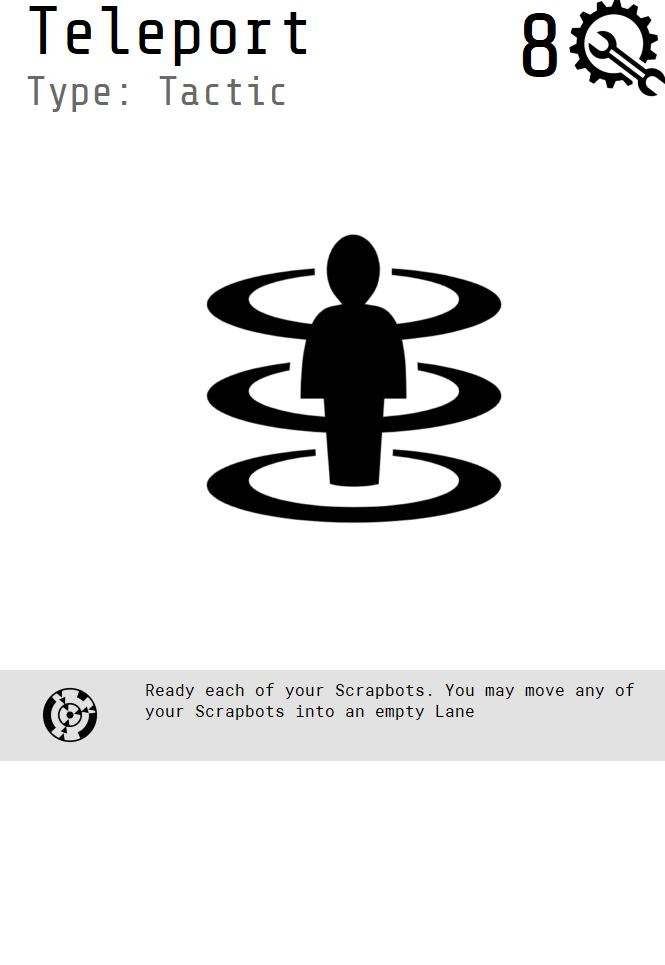 Teleport
8
Type: Tactic
Ready each of your Scrapbots. You may move any of
your Scrapbots into an empty Lane